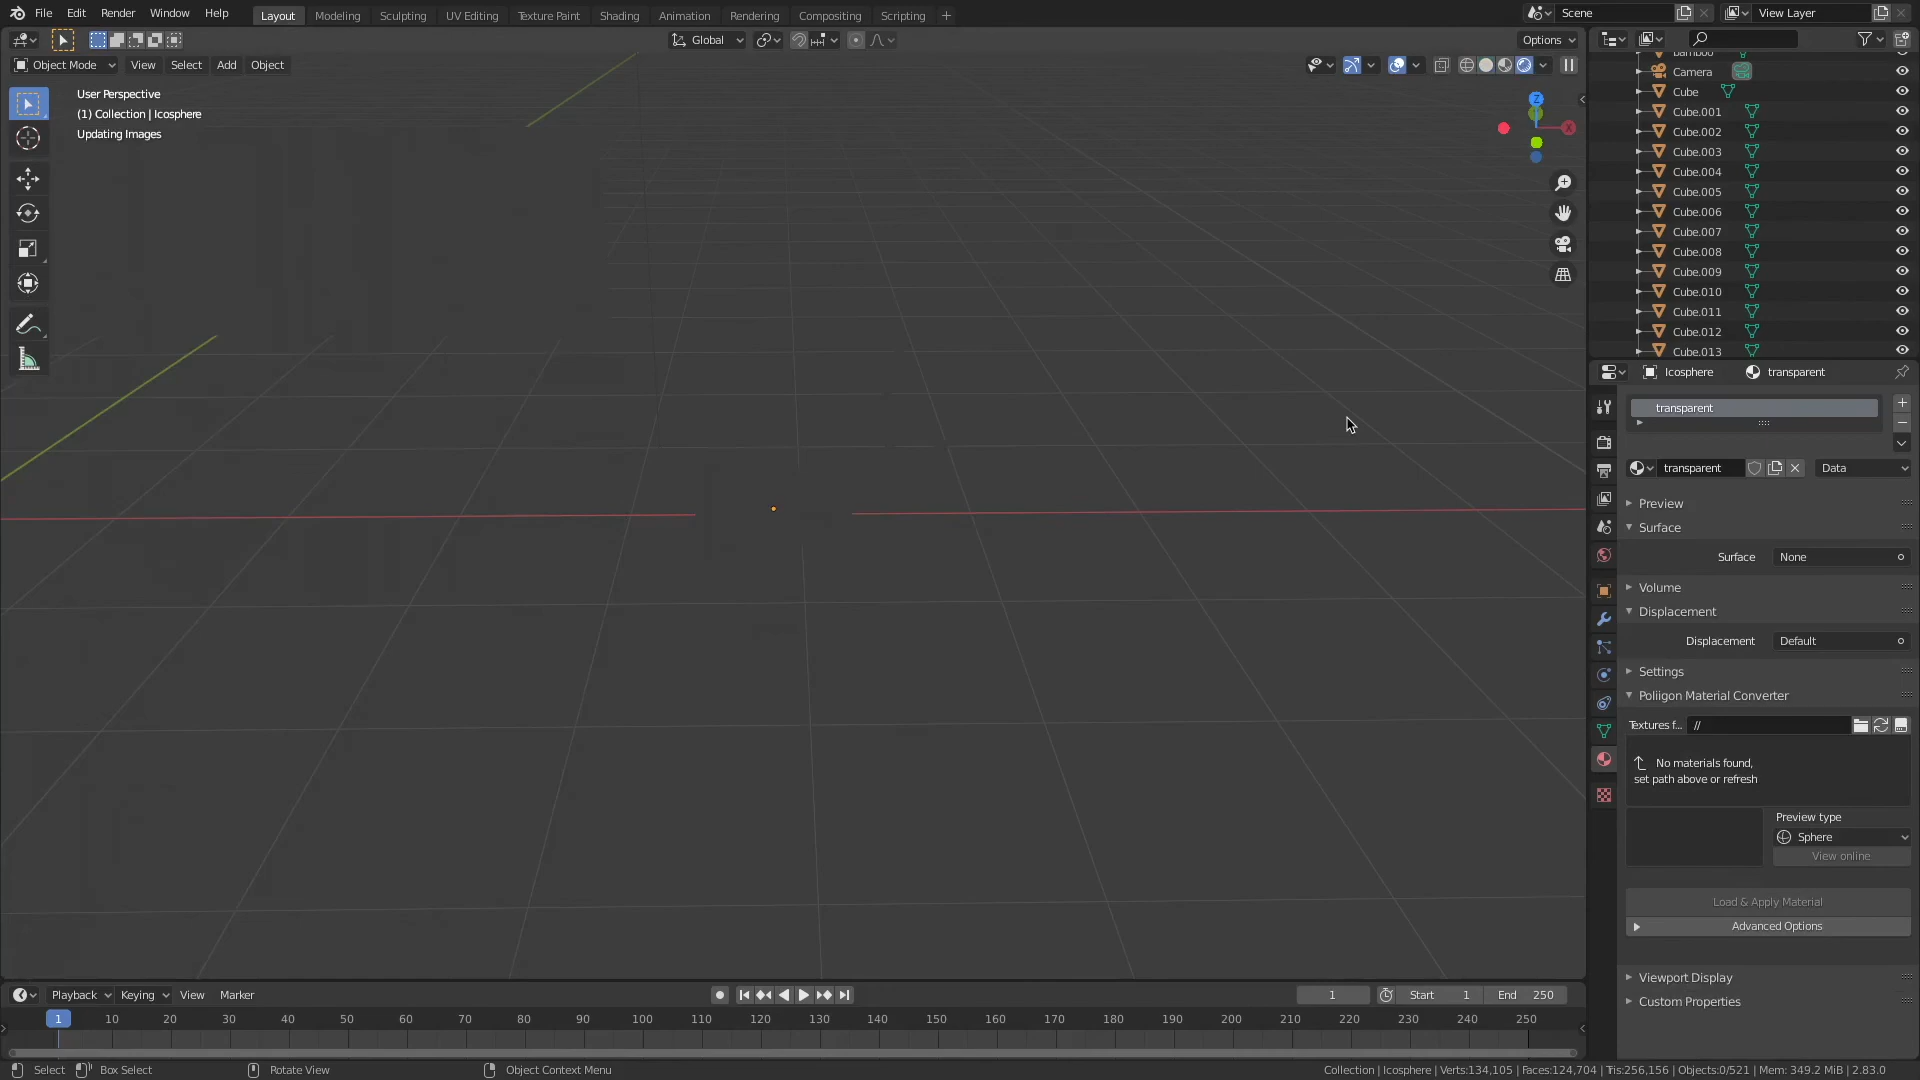 File Edit Render Window Help Layout Modeling Sculpting UV Editing Texture Paint Shading Animation Rendering Compositing Scripting + Scene View Layer
Global Options
Object Mode View Select Add Object
User Perspective
(1) Collection | Icosphere
Updating Images
Z
X
bamboo
Camera
Cube
Cube.001
Cube.002
Cube.003
Cube.004
Cube.005
Cube.006
Cube.007
Cube.008
Cube.009
Cube.010
Cube.011
Cube.012
Cube.013
Icosphere transparent
transparent
transparent Data
Preview
Surface
Surface None
Volume
Displacement
Displacement Default
Settings
Poliigon Material Converter
Textures f... //
No materials found,
set path above or refresh
Preview type
Sphere
View online
Load & Apply Material
Advanced Options
Viewport Display
Custom Properties
Playback Keying View Marker 1 Start 1 End 250
1 10 20 30 40 50 60 70 80 90 100 110 120 130 140 150 160 170 180 190 200 210 220 230 240 250
Select Box Select Rotate View Object Context Menu Collection | Icosphere | Verts:134,105 | Faces:124,704 | Tris:256,156 | Objects:0/521 | Mem: 349.2 MiB | 2.83.0